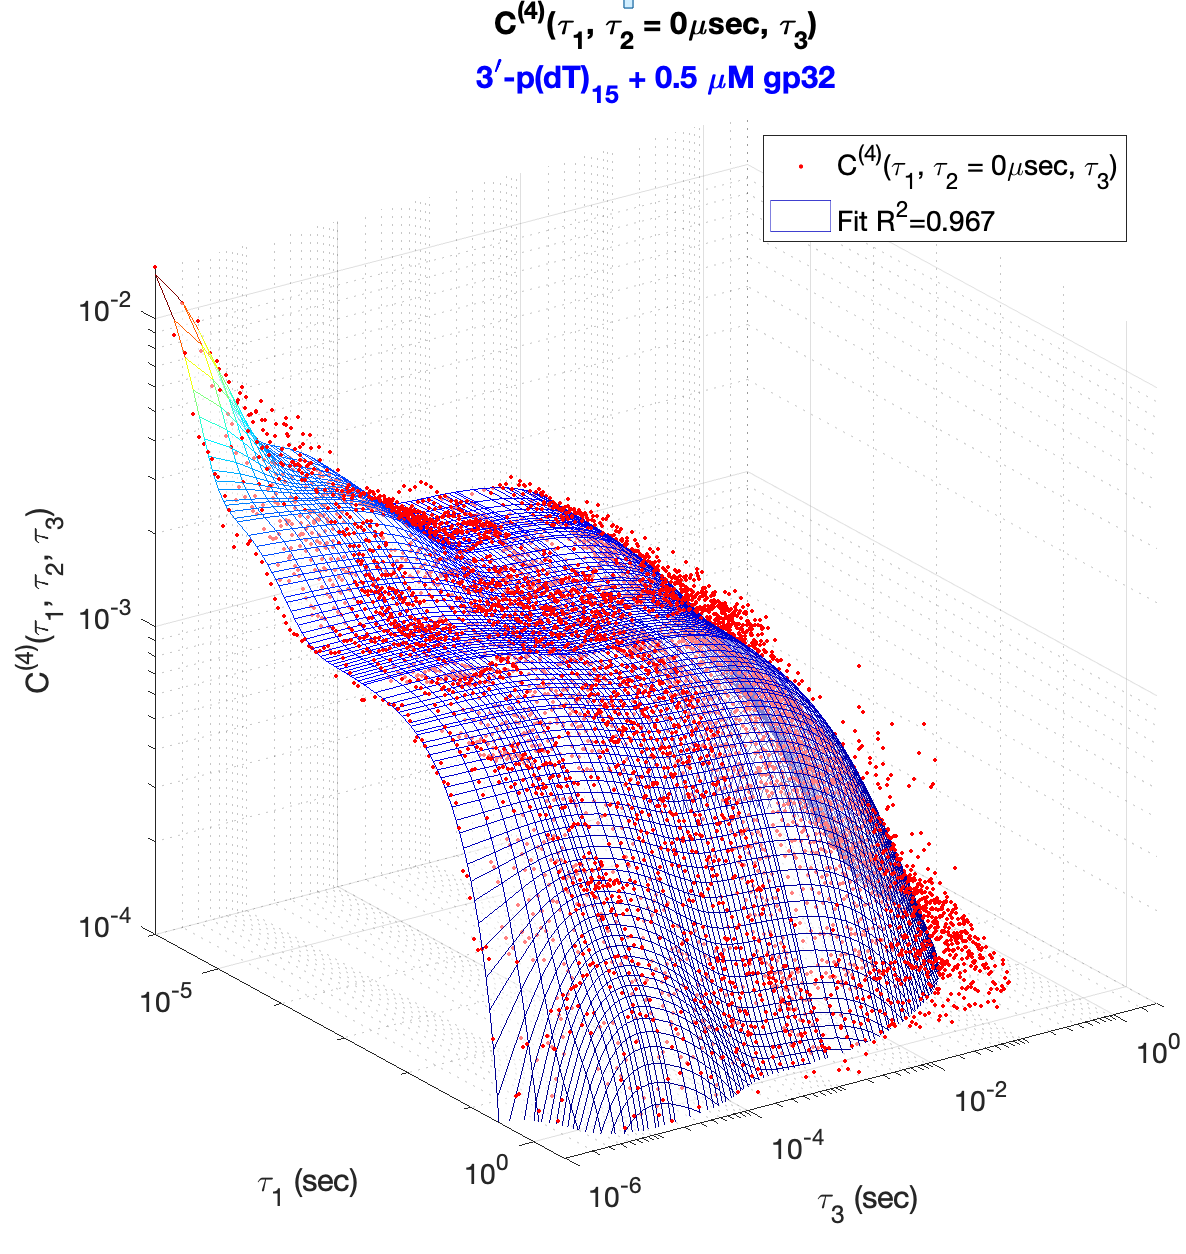 C(4)(τ1, τ2 = 0μsec, τ3)
3′-p(dT)15 + 0.5 μM gp32
C(4)(τ1, τ2 = 0μsec, τ3)
Fit R2=0.967
10-2
10-3
10-4
C(4)(τ1, τ2, τ3)
10-5
100
τ1 (sec)
10-6
10-4
10-2
100
τ3 (sec)